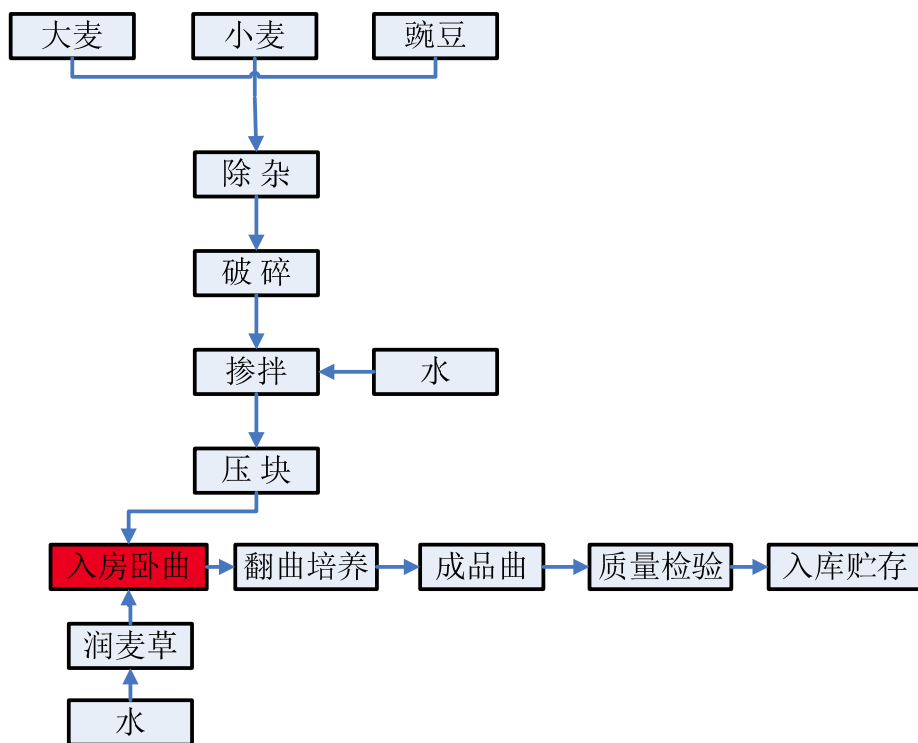 大麦
小麦
豌豆
除杂
破碎
掺拌
水
压块
入房卧曲
翻曲培养
成品曲
质量检验
入库贮存
润麦草
水